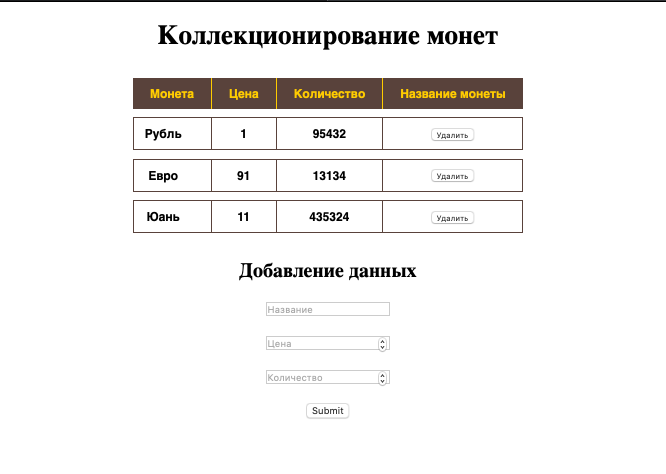 Коллекционирование монет
Монета Цена Количество Название монеты
Рубль 1 95432 Удалить
Евро 91 13134 Удалить
Юань 11 435324 Удалить
Добавление данных
Название
Цена
Количество
Submit